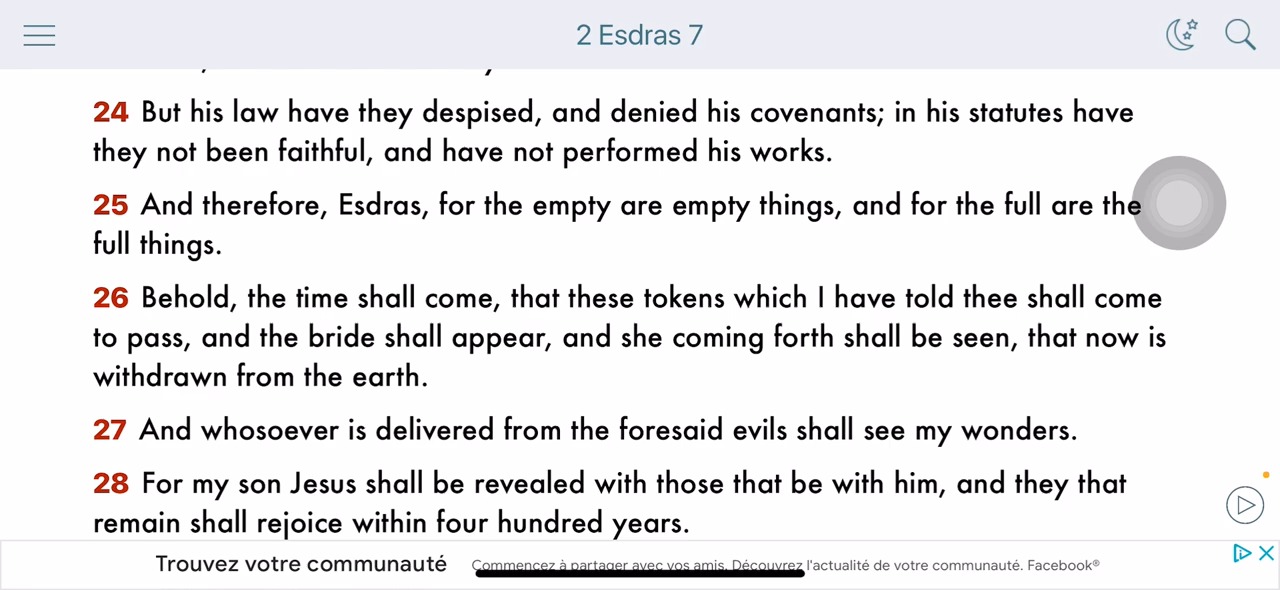 2 Esdras 7
24 But his law have they despised, and denied his covenants; in his statutes have
they not been faithful, and have not performed his works.
25 And therefore, Esdras, for the empty are empty things, and for the full are the
full things.
26 Behold, the time shall come, that these tokens which I have told thee shall come
to pass, and the bride shall appear, and she coming forth shall be seen, that now is
withdrawn from the earth.
27 And whosoever is delivered from the foresaid evils shall see my wonders.
28 For my son Jesus shall be revealed with those that be with him, and they that
remain shall rejoice within four hundred years.
Trouvez votre communauté Commencez à partager avec vos amis. Découvrez l'actualité de votre communauté. Facebook®